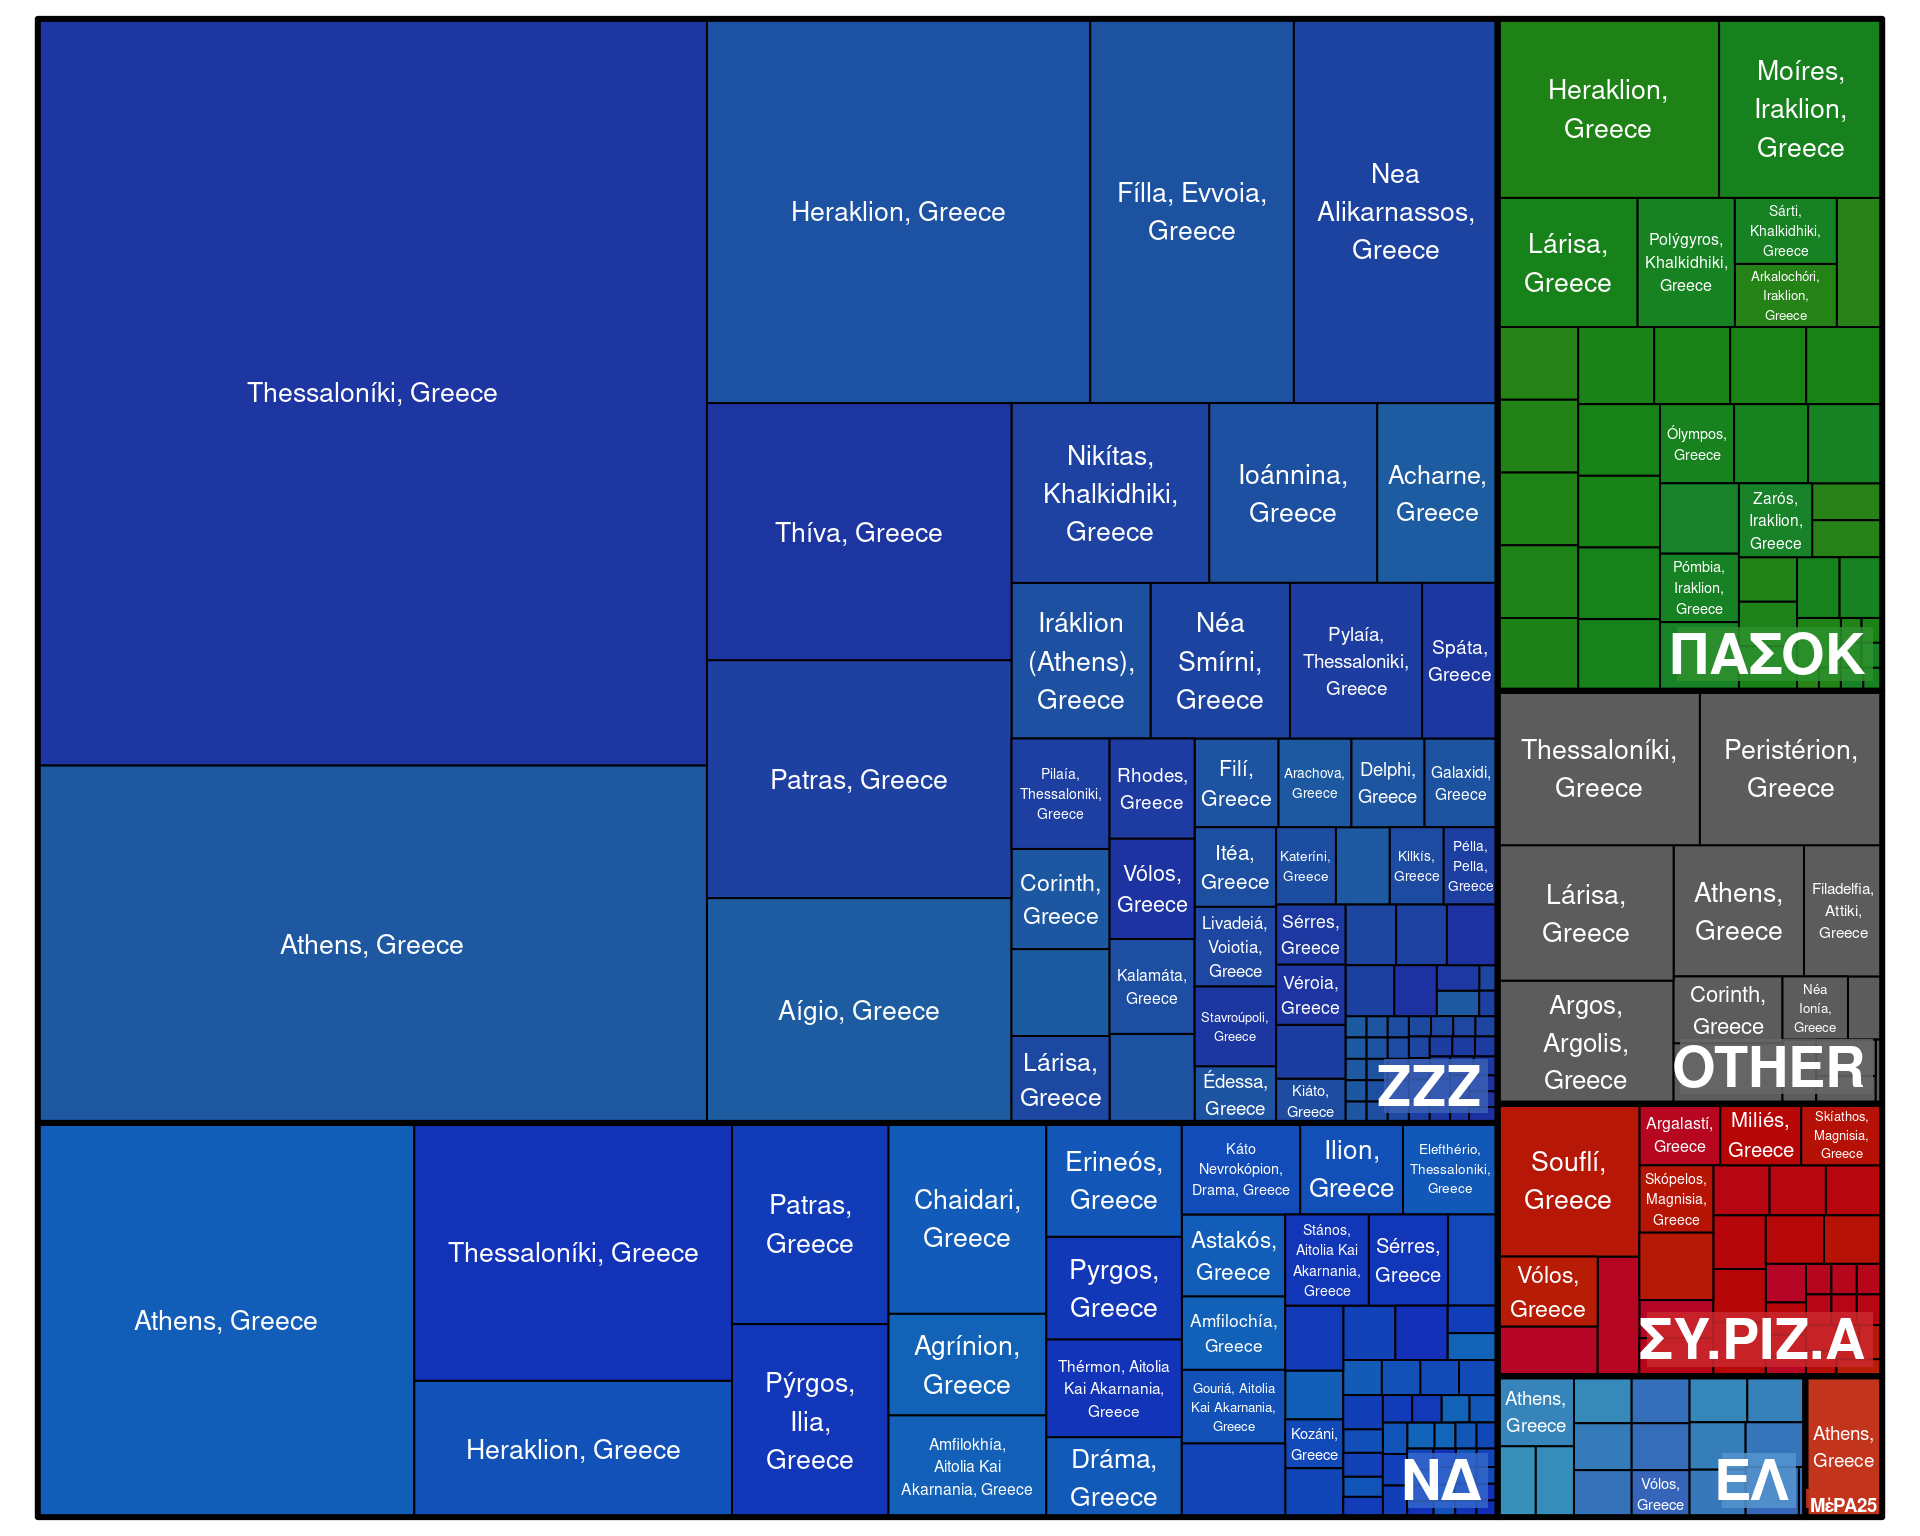 Thessaloníki, Greece
Athens, Greece
Heraklion, Greece
Fílla, Evvoia,
Greece
Nea
Alikarnassos,
Greece
Thíva, Greece
Patras, Greece
Aígio, Greece
Nikítas,
Khalkidhiki,
Greece
Ioánnina,
Greece
Acharne,
Greece
Iráklion
(Athens),
Greece
Néa
Smírni,
Greece
Pylaía,
Thessaloniki,
Greece
Spáta,
Greece
Pilaía,
Thessaloniki,
Greece
Corinth,
Greece
Lárisa,
Greece
Rhodes,
Greece
Vólos,
Greece
Kalamáta,
Greece
Filí,
Greece
Arachova,
Greece
Delphi,
Greece
Galaxidi,
Greece
Itéa,
Greece
Livadeiá,
Voiotia,
Greece
Stavroúpoli,
Greece
Édessa,
Greece
Kateríni,
Greece
Kilkís,
Greece
Pélla,
Pella,
Greece
Sérres,
Greece
Véroia,
Greece
Kiáto,
Greece
ZZZ
Athens, Greece
Thessaloníki, Greece
Heraklion, Greece
Patras,
Greece
Pýrgos,
Ilia,
Greece
Chaidari,
Greece
Agrínion,
Greece
Amfilokhía,
Aitolia Kai
Akarnania, Greece
Erineós,
Greece
Pyrgos,
Greece
Thérmon, Aitolia
Kai Akarnania,
Greece
Dráma,
Greece
Káto
Nevrokópion,
Drama, Greece
Ilion,
Greece
Elefthério,
Thessaloniki,
Greece
Astakós,
Greece
Amfilochía,
Greece
Gouriá, Aitolia
Kai Akarnania,
Greece
Stános,
Aitolia Kai
Akarnania,
Greece
Sérres,
Greece
Kozáni,
Greece
ΝΔ
Heraklion,
Greece
Moíres,
Iraklion,
Greece
Lárisa,
Greece
Polýgyros,
Khalkidhiki,
Greece
Sárti,
Khalkidhiki,
Greece
Arkalochóri,
Iraklion,
Greece
Ólympos,
Greece
Zarós,
Iraklion,
Greece
Pómbia,
Iraklion,
Greece
ΠΑΣΟΚ
Thessaloníki,
Greece
Peristérion,
Greece
Lárisa,
Greece
Argos,
Argolis,
Greece
Athens,
Greece
Filadelfia,
Attiki,
Greece
Corinth,
Greece
Néa
Ionía,
Greece
OTHER
Souflí,
Greece
Vólos,
Greece
Argalastí,
Greece
Miliés,
Greece
Skíathos,
Magnisia,
Greece
Skópelos,
Magnisia,
Greece
ΣΥ.ΡΙΖ.Α
Athens,
Greece
Vólos,
Greece
ΕΛ
Athens,
Greece
ΜέΡΑ25